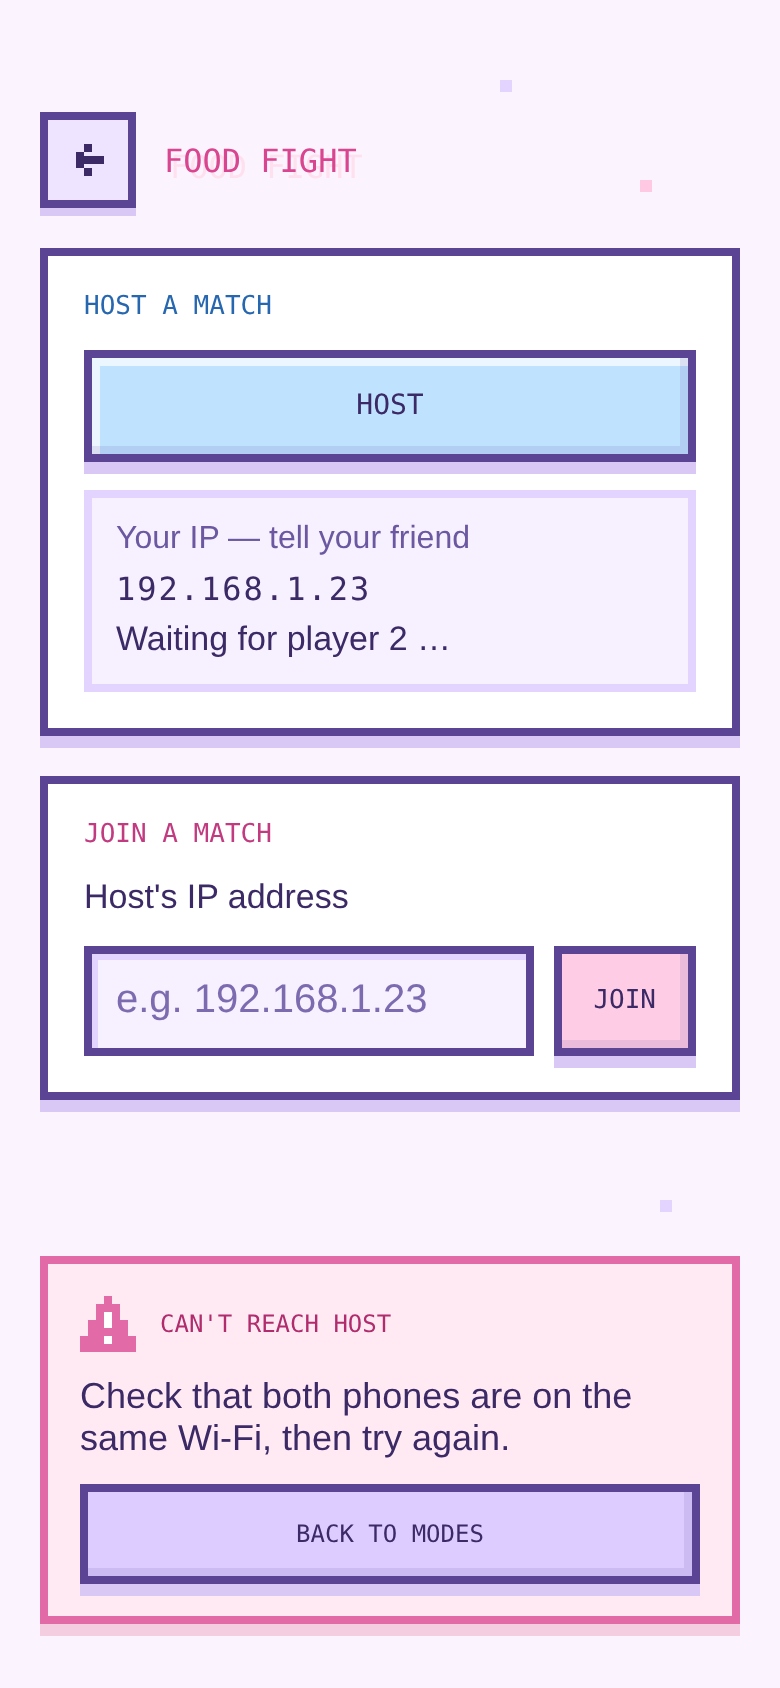 FOOD FIGHT
HOST A MATCH
HOST
Your IP — tell your friend
192.168.1.23
Waiting for player 2 …
JOIN A MATCH
Host's IP address
e.g. 192.168.1.23
JOIN
CAN'T REACH HOST
Check that both phones are on the
same Wi-Fi, then try again.
BACK TO MODES